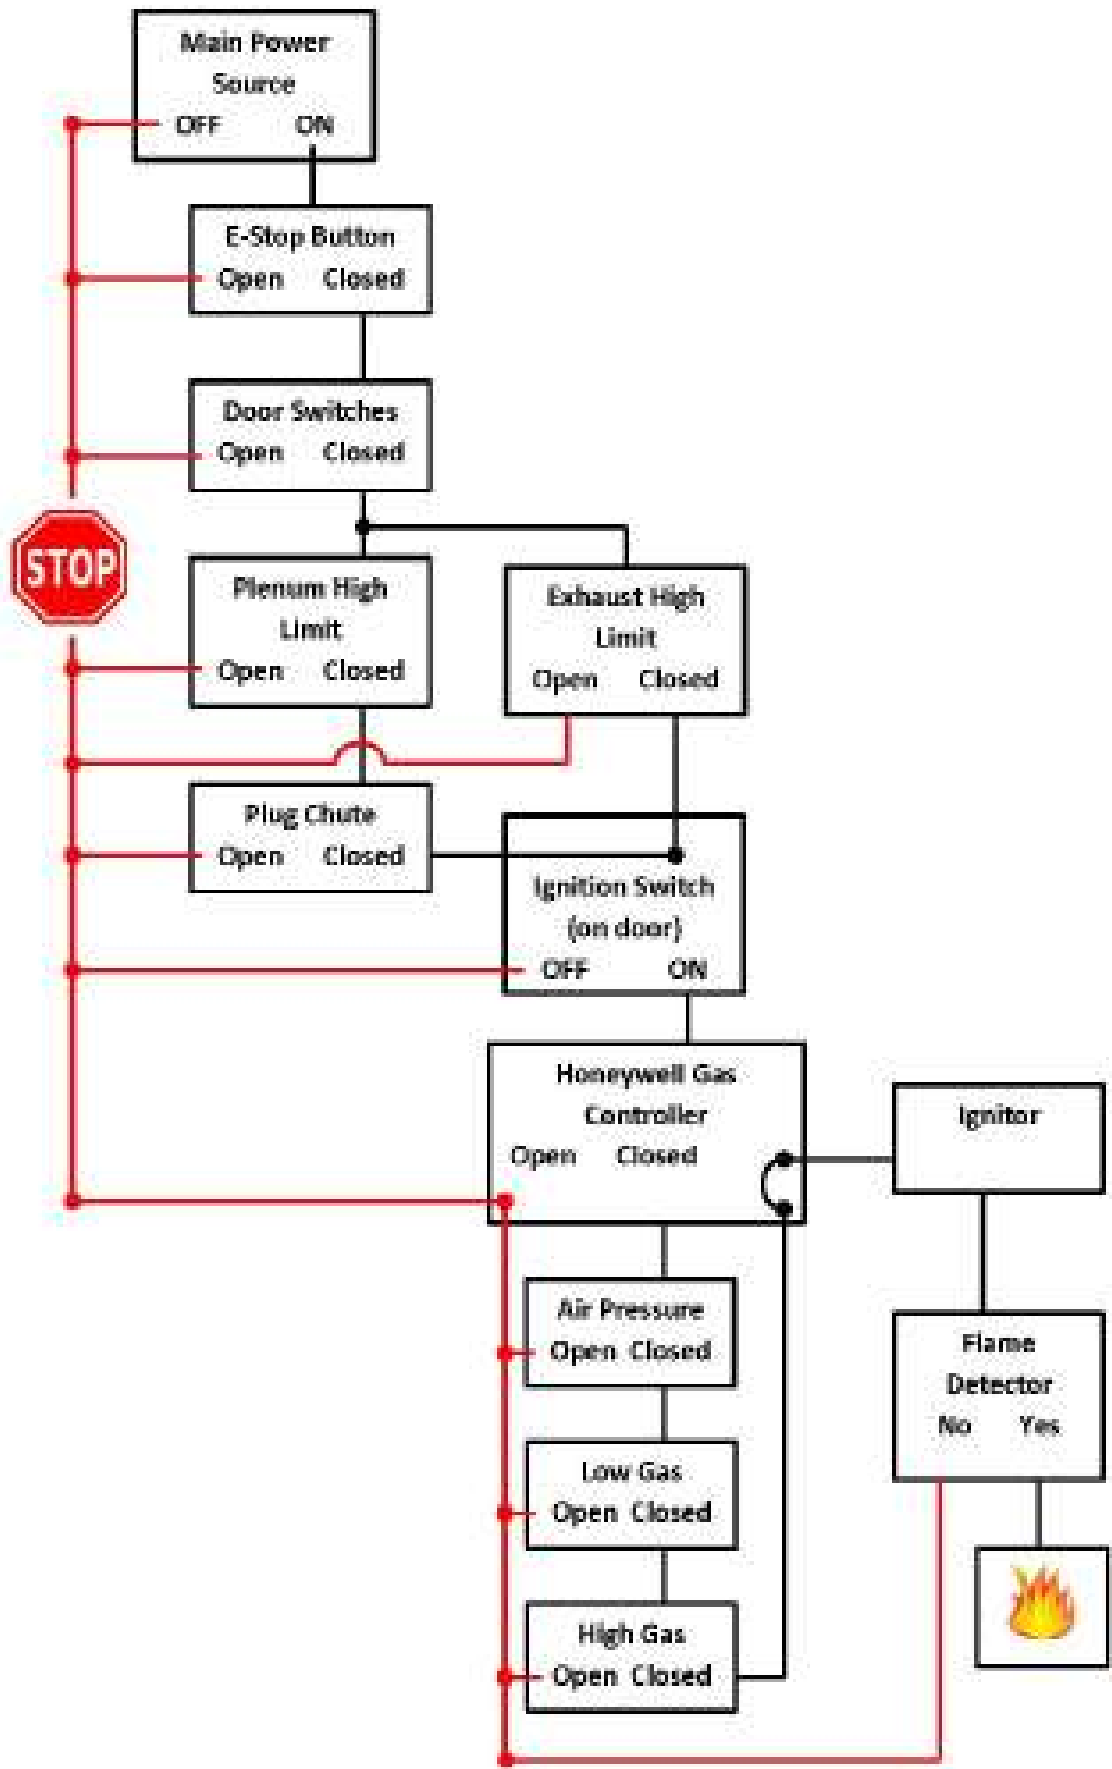 Main Power
Source
OFF ON
E-Stop Button
Open Closed
Door Switches
Open Closed
STOP
Plenum High
Limit
Open Closed
Exhaust High
Limit
Open Closed
Plug Chute
Open Closed
Ignition Switch
(on door)
OFF ON
Honeywell Gas
Controller
Open Closed
Ignitor
Air Pressure
Open Closed
Flame
Detector
No Yes
Low Gas
Open Closed
High Gas
Open Closed